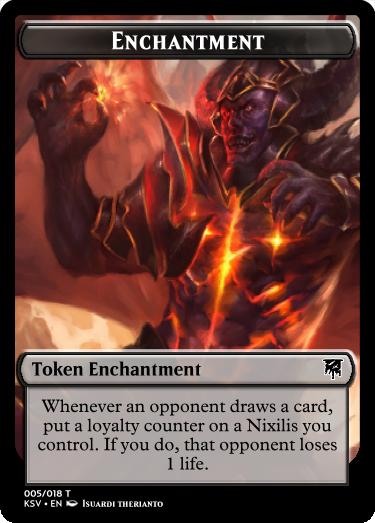 ENCHANTMENT
Token Enchantment
Whenever an opponent draws a card,
put a loyalty counter on a Nixilis you
control. If you do, that opponent loses
1 life.
005/018 T
KSV • EN ISUARDI THERIANTO